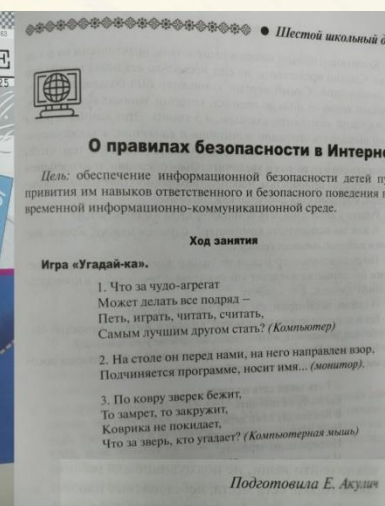 Шестой школьный
О правилах безопасности в
Цель: обеспечение информационной безопасности детей
привития им навыков ответственного и безопасного поведения
временной информационно-коммуникационной среде.
Ход занятия
Игра «Угадай-ка».
1. Что за чудо-агрегат
Может делать все подряд –
Петь, играть, читать, считать,
Самым лучшим другом стать? (Компьютер)
2. На столе он перед нами, на него направлен взор,
Подчиняется программе, носит имя... (монитор).
3. По ковру зверек бежит,
То замрет, то закружит,
Коврика не покидает,
Что за зверь, кто угадает? (Компьютерная мышь)
Подготовила Е. Акулич